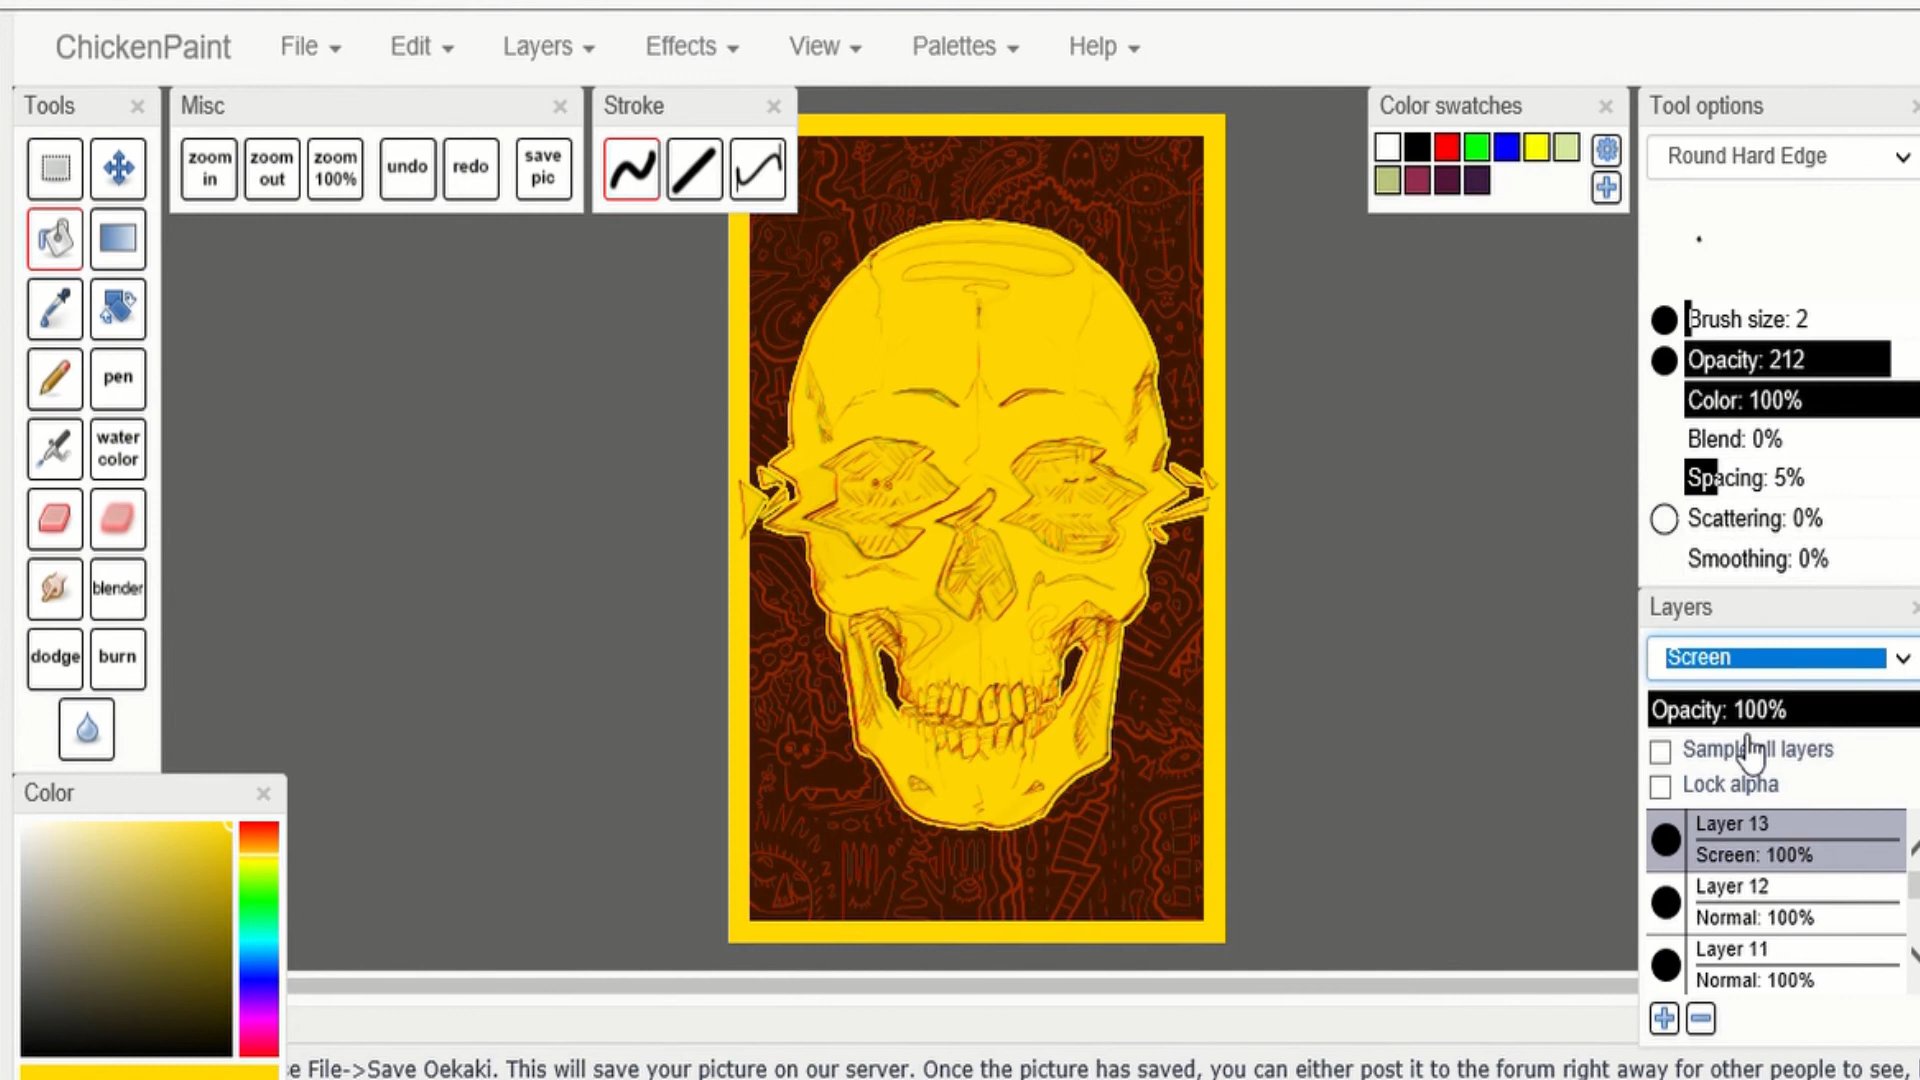 ChickenPaint File Edit Layers Effects View Palettes Help
Tools
pen
water
color
blender
dodge burn
Misc
zoom
in
zoom
out
zoom
100%
undo
redo
save
pic
Stroke
Color swatches
Tool options
Round Hard Edge
Brush size: 2
Opacity: 212
Color: 100%
Blend: 0%
Spacing: 5%
Scattering: 0%
Smoothing: 0%
Layers
Screen
Opacity: 100%
Sample all layers
Lock alpha
Layer 13
Screen: 100%
Layer 12
Normal: 100%
Layer 11
Normal: 100%
Color
e File->Save Oekaki. This will save your picture on our server. Once the picture has saved, you can either post it to the forum right away for other people to see,